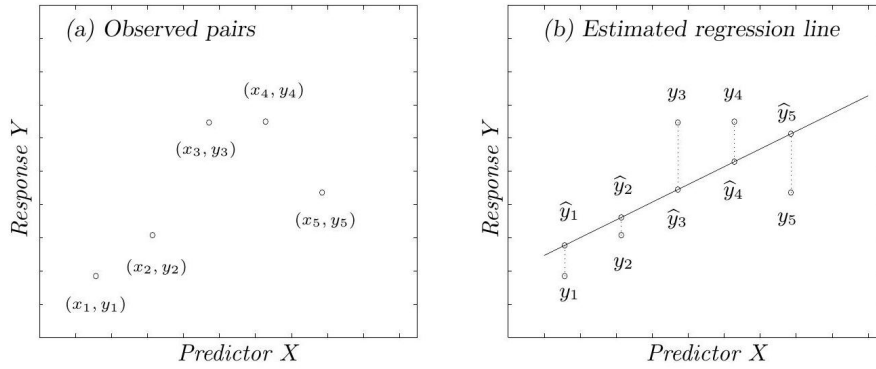 (a) Observed pairs
(x₄, y₄)
(x₃, y₃)
(x₅, y₅)
(x₂, y₂)
(x₁, y₁)
Response Y
Predictor X
(b) Estimated regression line
y₃
y₄
ŷ₅
ŷ₂
ŷ₁
ŷ₃
ŷ₄
y₅
y₂
y₁
Response Y
Predictor X